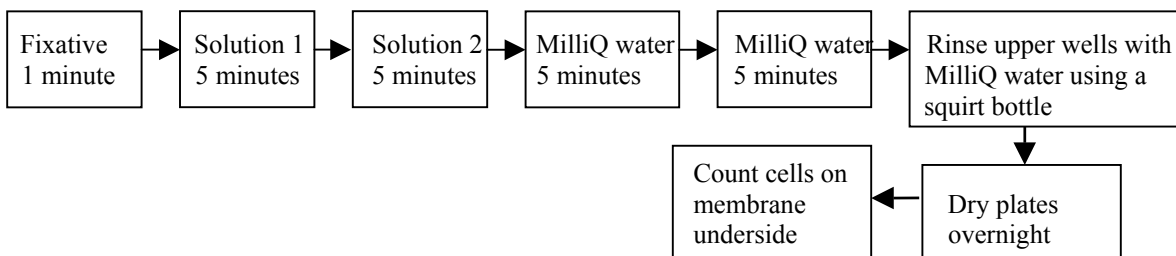 Fixative
1 minute
Solution 1
5 minutes
Solution 2
5 minutes
MilliQ water
5 minutes
MilliQ water
5 minutes
Rinse upper wells with
MilliQ water using a
squirt bottle
Dry plates
overnight
Count cells on
membrane
underside